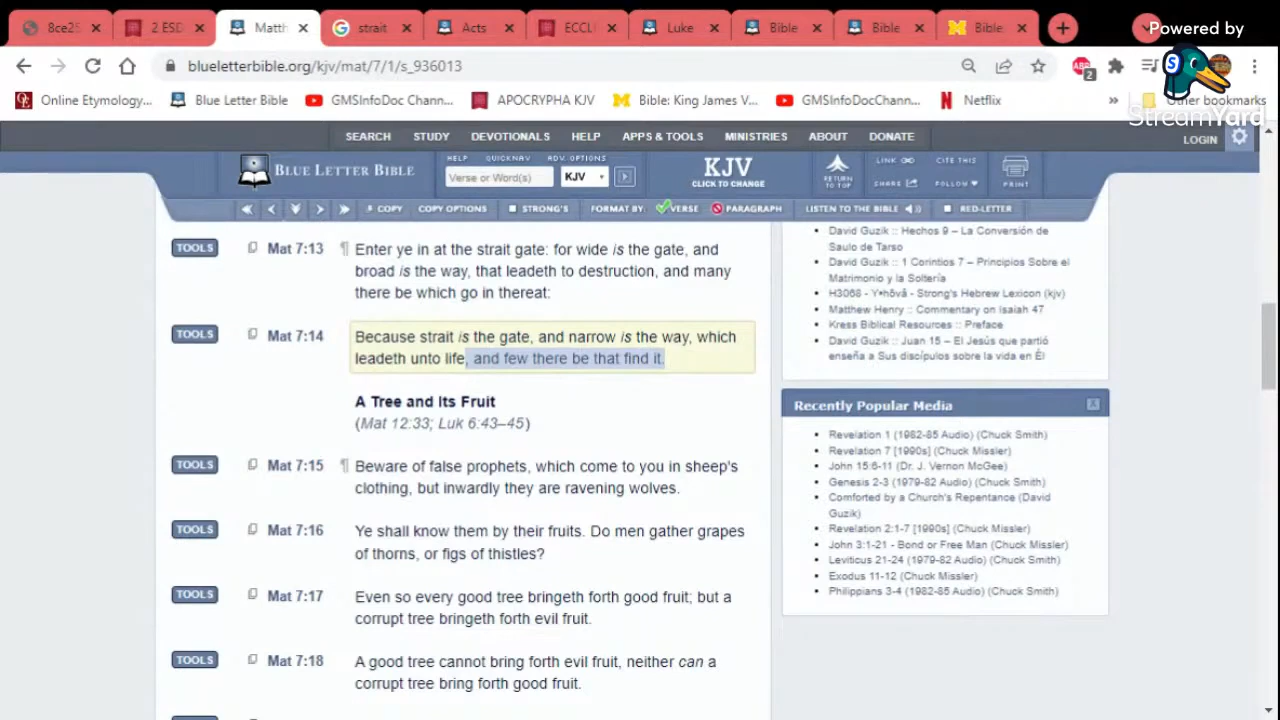 8ce25
2 ESD
Matth
strait
Acts
ECCLI
Luke
Bible
Bible
Bible
Powered by
blueletterbible.org/kjv/mat/7/1/s_936013
ABP
2
S
Online Etymology...
Blue Letter Bible
GMSInfoDoc Chann...
APOCRYPHA KJV
Bible: King James V...
GMSInfoDocChann...
Netflix
»
Other bookmarks
StreamYard
SEARCH STUDY DEVOTIONALS HELP APPS & TOOLS MINISTRIES ABOUT DONATE
LOGIN
BLUE LETTER BIBLE
HELP QUICKNAV ADV. OPTIONS
Verse or Word(s)
KJV
KJV
CLICK TO CHANGE
RETURN
TO TOP
LINK
CITE THIS
SHARE
FOLLOW
PRINT
COPY COPY OPTIONS STRONG'S FORMAT BY: VERSE PARAGRAPH LISTEN TO THE BIBLE RED-LETTER
TOOLS Mat 7:13 ¶ Enter ye in at the strait gate: for wide is the gate, and
broad is the way, that leadeth to destruction, and many
there be which go in thereat:
TOOLS Mat 7:14 Because strait is the gate, and narrow is the way, which
leadeth unto life, and few there be that find it.
A Tree and Its Fruit
(Mat 12:33; Luk 6:43–45)
TOOLS Mat 7:15 ¶ Beware of false prophets, which come to you in sheep's
clothing, but inwardly they are ravening wolves.
TOOLS Mat 7:16 Ye shall know them by their fruits. Do men gather grapes
of thorns, or figs of thistles?
TOOLS Mat 7:17 Even so every good tree bringeth forth good fruit; but a
corrupt tree bringeth forth evil fruit.
TOOLS Mat 7:18 A good tree cannot bring forth evil fruit, neither can a
corrupt tree bring forth good fruit.
David Guzik :: Hechos 9 – La Conversión de
Saulo de Tarso
David Guzik :: 1 Corintios 7 – Principios Sobre el
Matrimonio y la Soltería
H3068 - Yᵊhōvâ - Strong's Hebrew Lexicon (kjv)
Matthew Henry :: Commentary on Isaiah 47
Kress Biblical Resources :: Preface
David Guzik :: Juan 15 – El Jesús que partió
enseña a Sus discípulos sobre la vida en Él
Recently Popular Media
Revelation 1 (1982-85 Audio) (Chuck Smith)
Revelation 7 [1990s] (Chuck Missler)
John 15:6-11 (Dr. J. Vernon McGee)
Genesis 2-3 (1979-82 Audio) (Chuck Smith)
Comforted by a Church's Repentance (David
Guzik)
Revelation 2:1-7 [1990s] (Chuck Missler)
John 3:1-21 - Bond or Free Man (Chuck Missler)
Leviticus 21-24 (1979-82 Audio) (Chuck Smith)
Exodus 11-12 (Chuck Missler)
Philippians 3-4 (1982-85 Audio) (Chuck Smith)